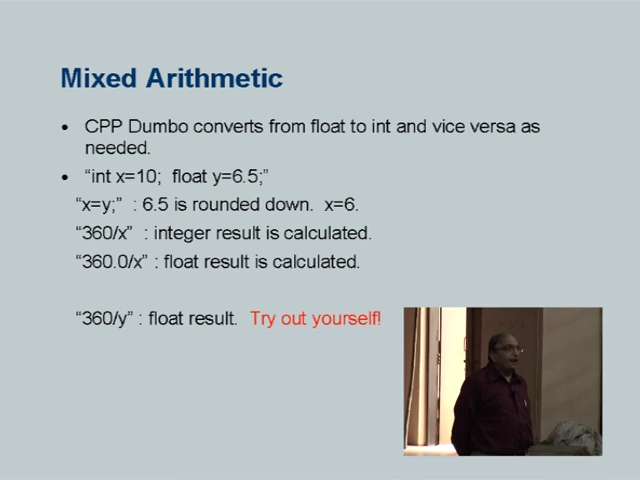 Mixed Arithmetic
• CPP Dumbo converts from float to int and vice versa as
needed.
• “int x=10;  float y=6.5;”
“x=y;”  : 6.5 is rounded down.  x=6.
“360/x”  : integer result is calculated.
“360.0/x” : float result is calculated.
“360/y” : float result.  Try out yourself!